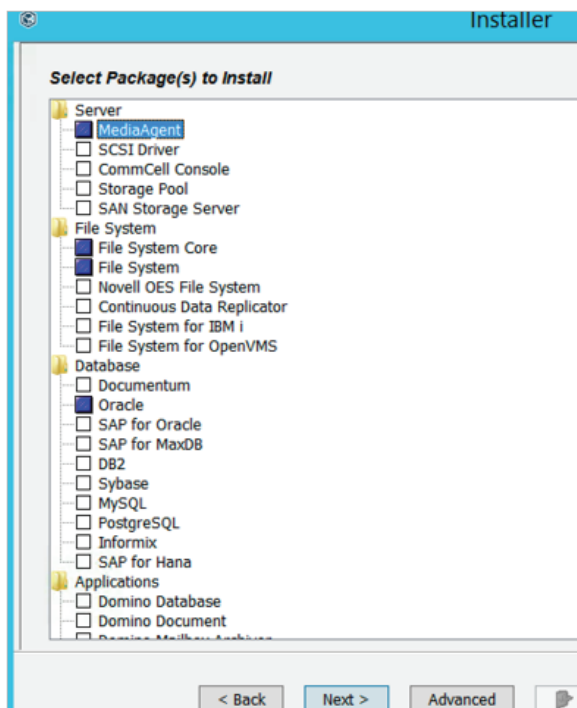 Installer
Select Package(s) to Install
Server
MediaAgent
SCSI Driver
CommCell Console
Storage Pool
SAN Storage Server
File System
File System Core
File System
Novell OES File System
Continuous Data Replicator
File System for IBM i
File System for OpenVMS
Database
Documentum
Oracle
SAP for Oracle
SAP for MaxDB
DB2
Sybase
MySQL
PostgreSQL
Informix
SAP for Hana
Applications
Domino Database
Domino Document
Domino Mailbox Archiver
< Back Next > Advanced